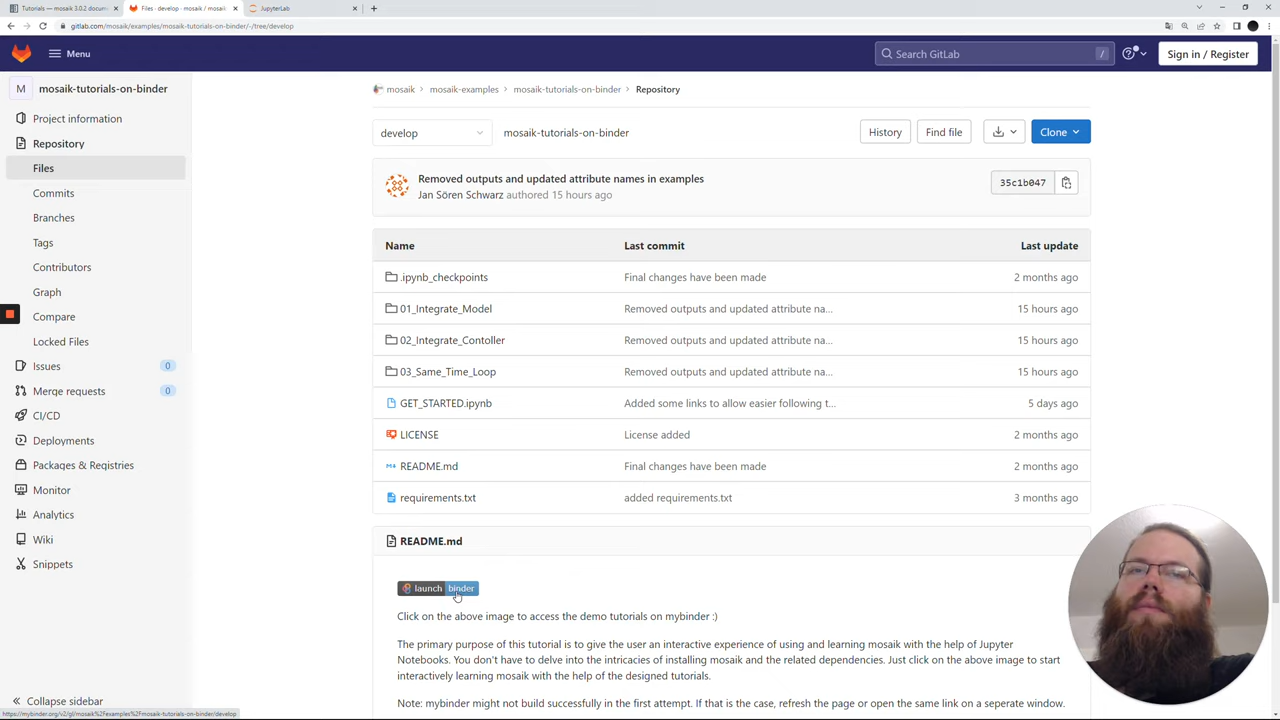 Tutorials — mosaik 3.0.2 docum
Files · develop · mosaik / mosaik
JupyterLab
gitlab.com/mosaik/examples/mosaik-tutorials-on-binder/-/tree/develop
Menu
Search GitLab
/
Sign in / Register
M
mosaik-tutorials-on-binder
Project information
Repository
Files
Commits
Branches
Tags
Contributors
Graph
Compare
Locked Files
Issues
0
Merge requests
0
CI/CD
Deployments
Packages & Registries
Monitor
Analytics
Wiki
Snippets
Collapse sidebar
mosaik
mosaik-examples
mosaik-tutorials-on-binder
Repository
develop
mosaik-tutorials-on-binder
History
Find file
Clone
Removed outputs and updated attribute names in examples
Jan Sören Schwarz authored 15 hours ago
35c1b047
Name Last commit Last update
.ipynb_checkpoints Final changes have been made 2 months ago
01_Integrate_Model Removed outputs and updated attribute na... 15 hours ago
02_Integrate_Contoller Removed outputs and updated attribute na... 15 hours ago
03_Same_Time_Loop Removed outputs and updated attribute na... 15 hours ago
GET_STARTED.ipynb Added some links to allow easier following t... 5 days ago
LICENSE License added 2 months ago
README.md Final changes have been made 2 months ago
requirements.txt added requirements.txt 3 months ago
README.md
launch binder
Click on the above image to access the demo tutorials on mybinder :)
The primary purpose of this tutorial is to give the user an interactive experience of using and learning mosaik with the help of Jupyter
Notebooks. You don't have to delve into the intricacies of installing mosaik and the related dependencies. Just click on the above image to start
interactively learning mosaik with the help of the designed tutorials.
Note: mybinder might not build successfully in the first attempt. If that is the case, refresh the page or open the same link on a seperate window.
https://mybinder.org/v2/gl/mosaik%2Fexamples%2Fmosaik-tutorials-on-binder/develop